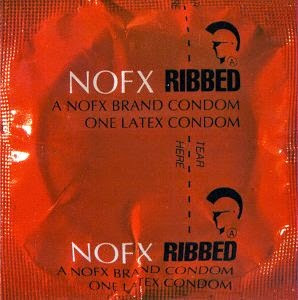 NOFX RIBBED
A NOFX BRAND CONDOM
ONE LATEX CONDOM
TEAR
HERE
NOFX RIBBED
A NOFX BRAND CONDOM
ONE LATEX CONDOM